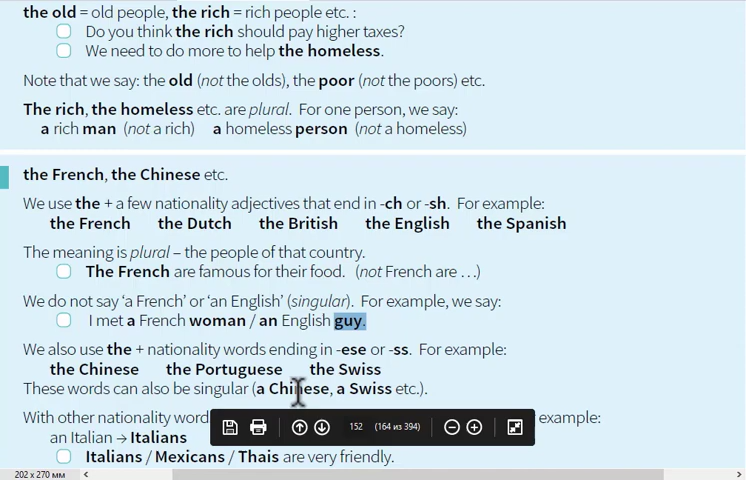 the old = old people, the rich = rich people etc. :
Do you think the rich should pay higher taxes?
We need to do more to help the homeless.
Note that we say: the old (not the olds), the poor (not the poors) etc.
The rich, the homeless etc. are plural. For one person, we say:
a rich man (not a rich) a homeless person (not a homeless)
the French, the Chinese etc.
We use the + a few nationality adjectives that end in -ch or -sh. For example:
the French the Dutch the British the English the Spanish
The meaning is plural – the people of that country.
The French are famous for their food. (not French are …)
We do not say ‘a French’ or ‘an English’ (singular). For example, we say:
I met a French woman / an English guy.
We also use the + nationality words ending in -ese or -ss. For example:
the Chinese the Portuguese the Swiss
These words can also be singular (a Chinese, a Swiss etc.).
With other nationality word example:
an Italian → Italians
152 (164 из 394)
Italians / Mexicans / Thais are very friendly.
202 x 270 мм